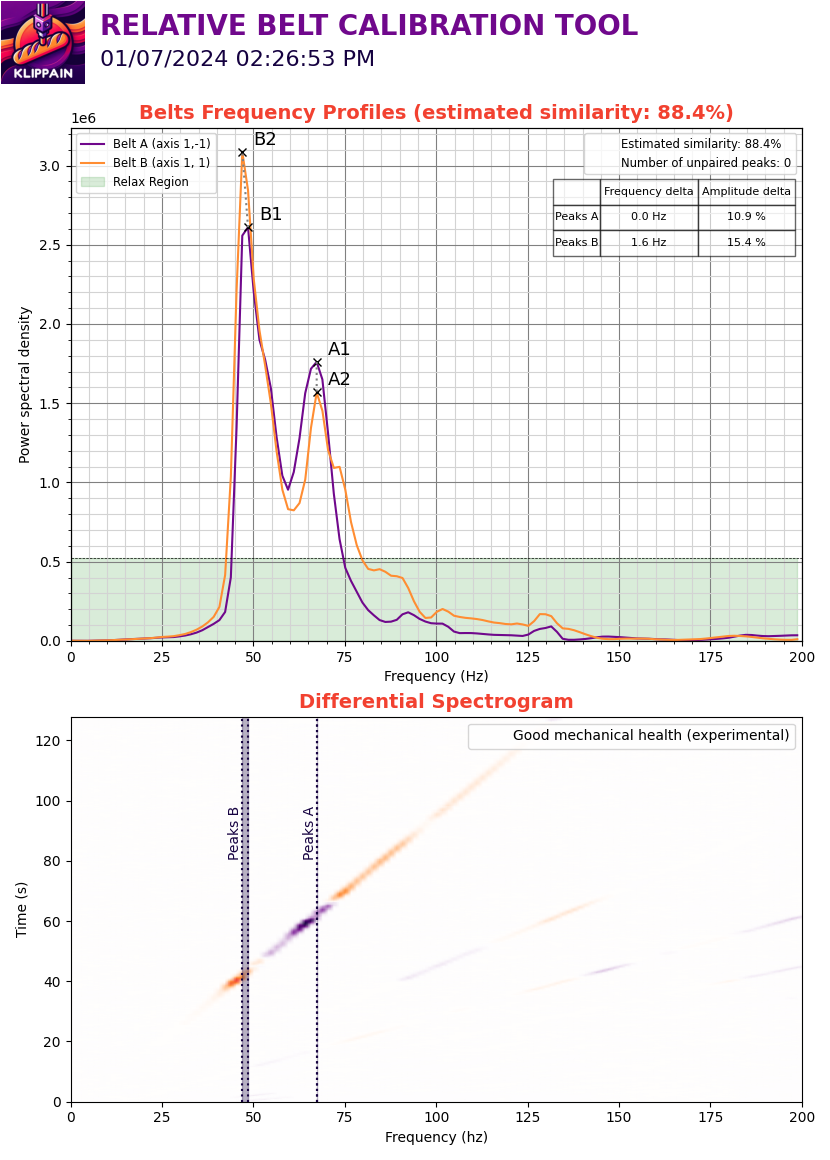 KLIPPAIN
RELATIVE BELT CALIBRATION TOOL
01/07/2024 02:26:53 PM
Belts Frequency Profiles (estimated similarity: 88.4%)
1e6
Belt A (axis 1,-1)
Belt B (axis 1, 1)
Relax Region
Estimated similarity: 88.4%
Number of unpaired peaks: 0
Frequency delta Amplitude delta
Peaks A 0.0 Hz 10.9 %
Peaks B 1.6 Hz 15.4 %
B2
B1
A1
A2
Power spectral density
3.0
2.5
2.0
1.5
1.0
0.5
0.0
0 25 50 75 100 125 150 175 200
Frequency (Hz)
Differential Spectrogram
Good mechanical health (experimental)
Peaks B
Peaks A
Time (s)
120
100
80
60
40
20
0
0 25 50 75 100 125 150 175 200
Frequency (hz)